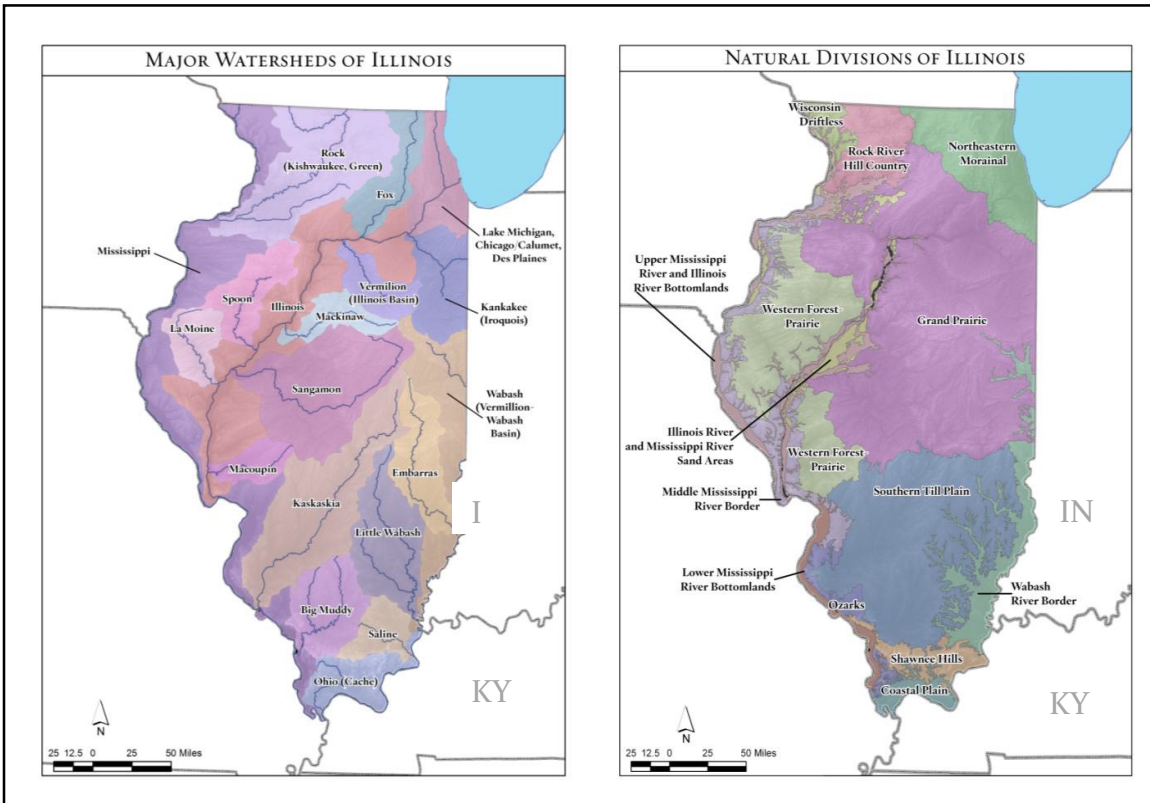 MAJOR WATERSHEDS OF ILLINOIS
Rock
(Kishwaukee, Green)
Fox
Lake Michigan,
Chicago/Calumet,
Des Plaines
Mississippi
Spoon
Illinois
Vermilion
(Illinois Basin)
Kankakee
(Iroquois)
Mackinaw
La Moine
Sangamon
Wabash
(Vermillion-
Wabash
Basin)
Macoupin
Embarras
Kaskaskia
I
Little Wabash
Big Muddy
Saline
Ohio (Cache)
KY
N
25 12.5 0 25 50 Miles
NATURAL DIVISIONS OF ILLINOIS
Wisconsin
Driftless
Rock River
Hill Country
Northeastern
Morainal
Upper Mississippi
River and Illinois
River Bottomlands
Western Forest-
Prairie
Grand Prairie
Illinois River
and Mississippi River
Sand Areas
Western Forest-
Prairie
Middle Mississippi
River Border
Southern Till Plain
IN
Lower Mississippi
River Bottomlands
Wabash
River Border
Ozarks
Shawnee Hills
Coastal Plain
KY
N
25 12.5 0 25 50 Miles